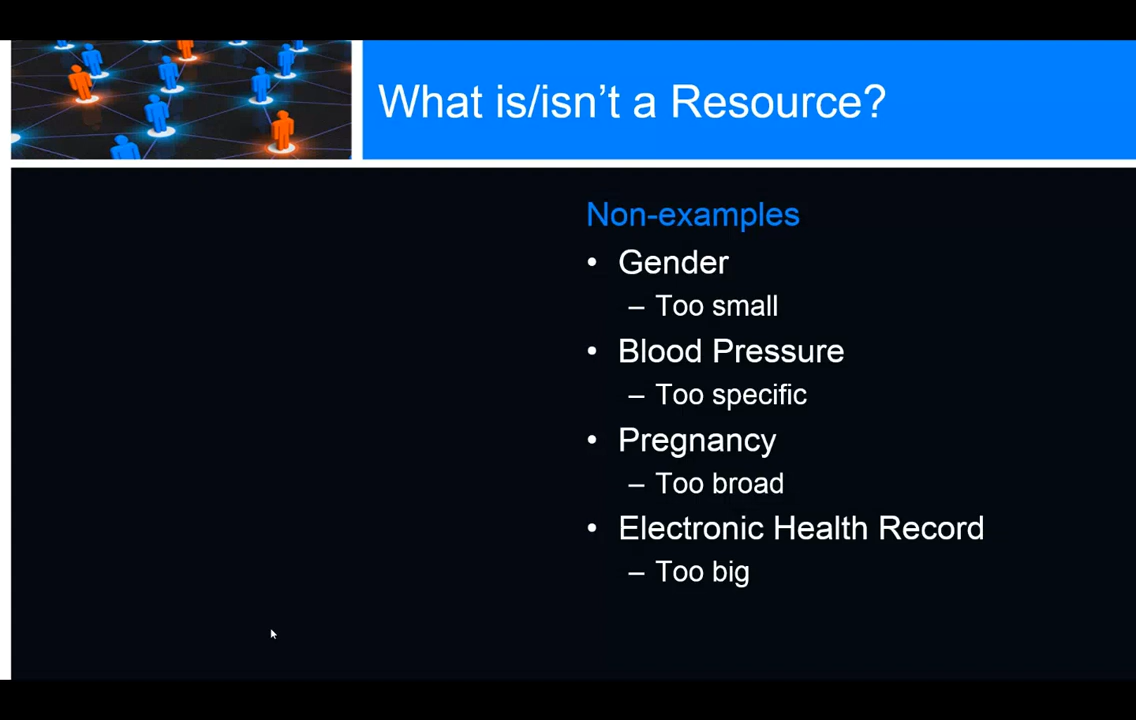 What is/isn't a Resource?
Non-examples
• Gender
– Too small
• Blood Pressure
– Too specific
• Pregnancy
– Too broad
• Electronic Health Record
– Too big